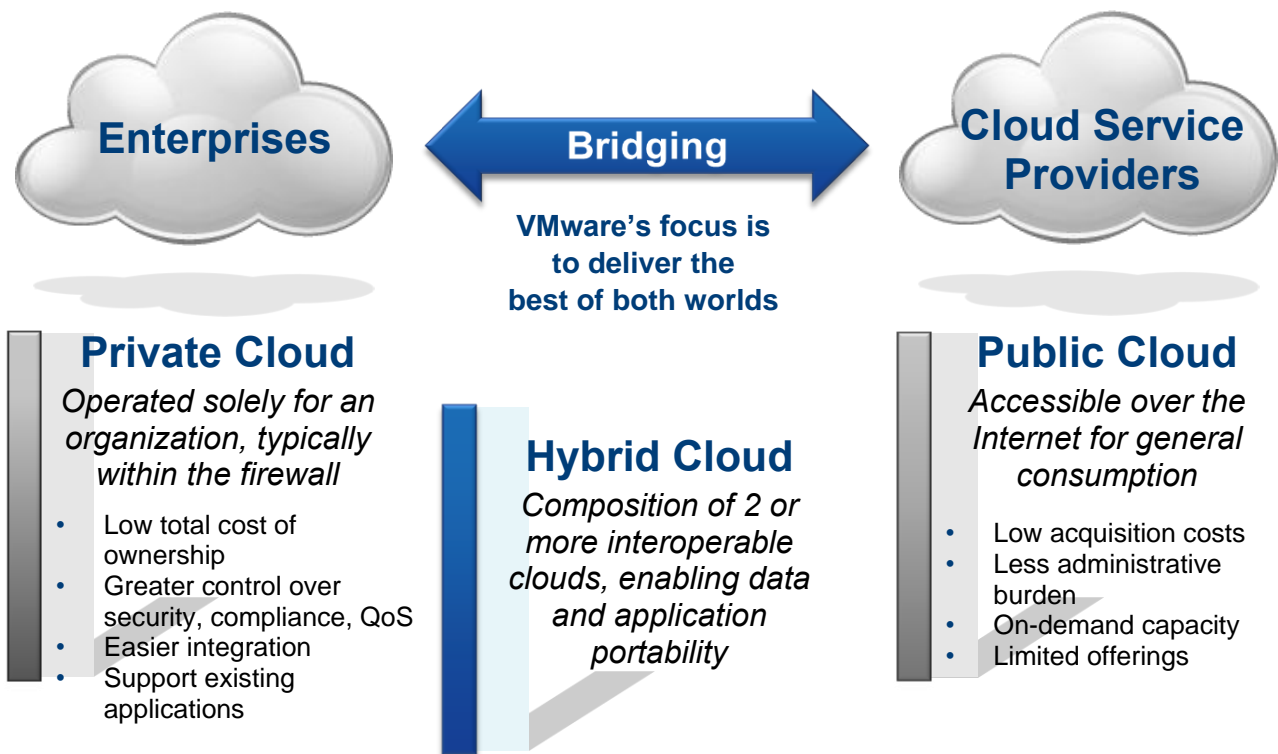 Enterprises
Bridging
Cloud Service
Providers
VMware’s focus is
to deliver the
best of both worlds
Private Cloud
Operated solely for an
organization, typically
within the firewall
• Low total cost of
ownership
• Greater control over
security, compliance, QoS
• Easier integration
• Support existing
applications
Hybrid Cloud
Composition of 2 or
more interoperable
clouds, enabling data
and application
portability
Public Cloud
Accessible over the
Internet for general
consumption
• Low acquisition costs
• Less administrative
burden
• On-demand capacity
• Limited offerings